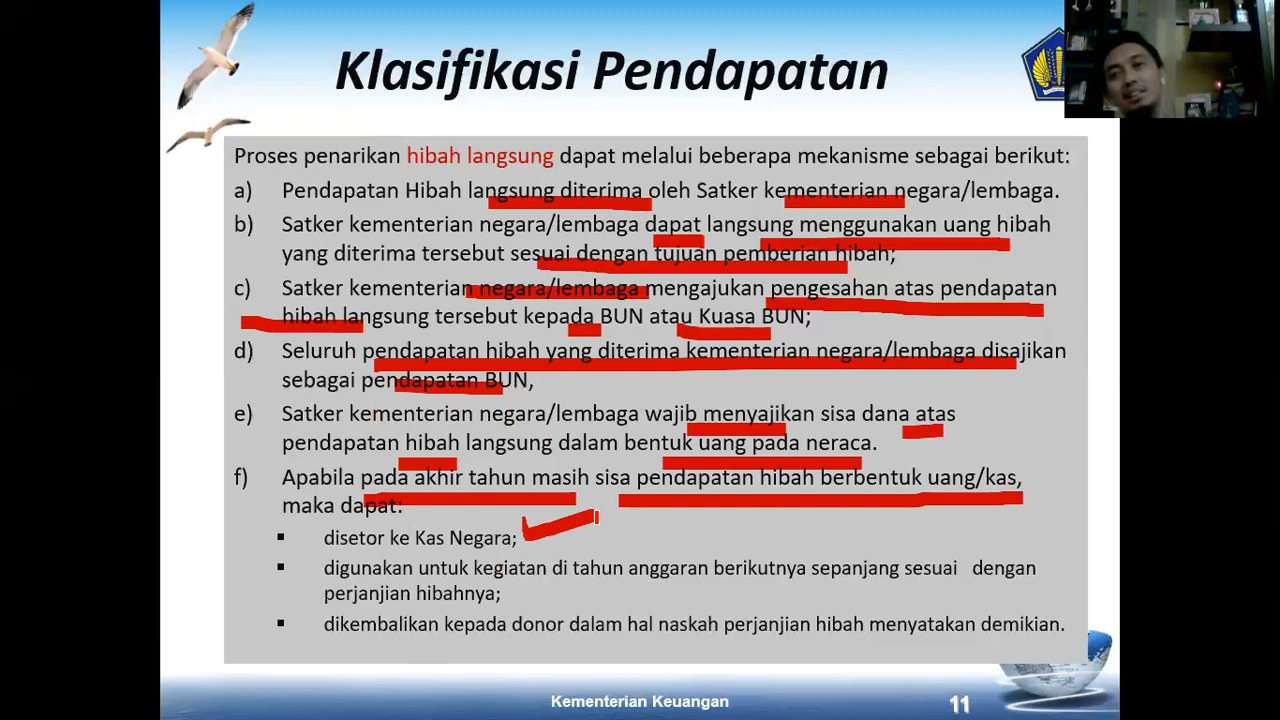 Klasifikasi Pendapatan
Proses penarikan hibah langsung dapat melalui beberapa mekanisme sebagai berikut:
a) Pendapatan Hibah langsung diterima oleh Satker kementerian negara/lembaga.
b) Satker kementerian negara/lembaga dapat langsung menggunakan uang hibah
yang diterima tersebut sesuai dengan tujuan pemberian hibah;
c) Satker kementerian negara/lembaga mengajukan pengesahan atas pendapatan
hibah langsung tersebut kepada BUN atau Kuasa BUN;
d) Seluruh pendapatan hibah yang diterima kementerian negara/lembaga disajikan
sebagai pendapatan BUN,
e) Satker kementerian negara/lembaga wajib menyajikan sisa dana atas
pendapatan hibah langsung dalam bentuk uang pada neraca.
f) Apabila pada akhir tahun masih sisa pendapatan hibah berbentuk uang/kas,
maka dapat:
▪ disetor ke Kas Negara;
▪ digunakan untuk kegiatan di tahun anggaran berikutnya sepanjang sesuai dengan
perjanjian hibahnya;
▪ dikembalikan kepada donor dalam hal naskah perjanjian hibah menyatakan demikian.
Kementerian Keuangan
11